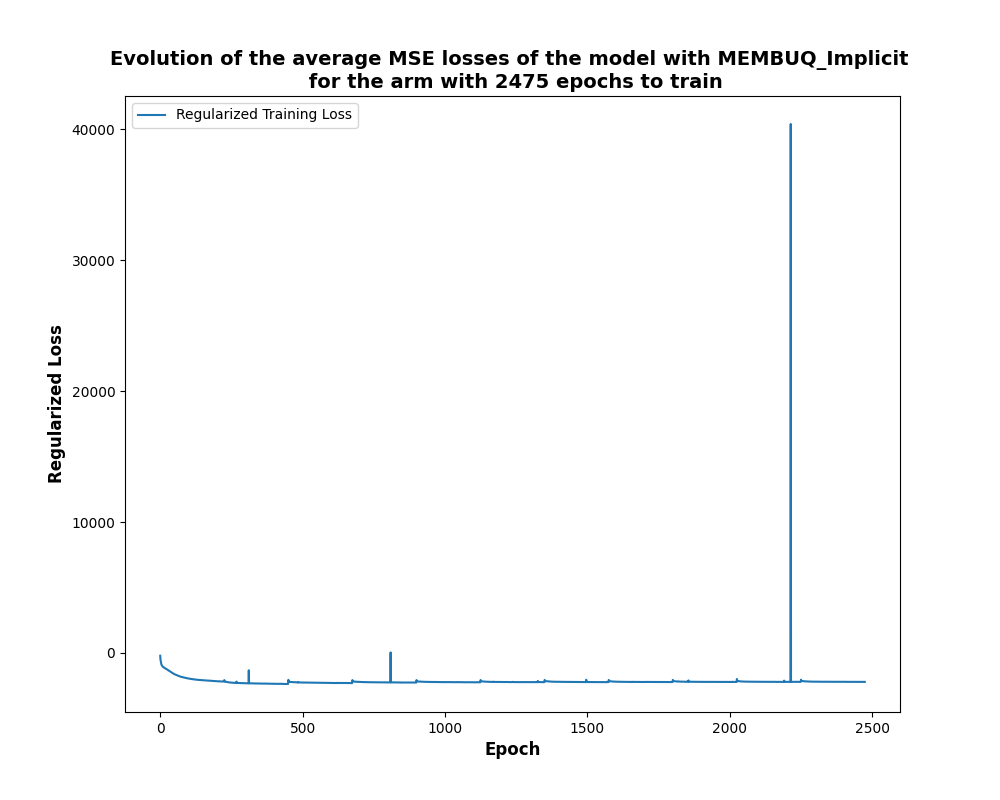 Evolution of the average MSE losses of the model with MEMBUQ_Implicit
for the arm with 2475 epochs to train
Regularized Training Loss
40000
30000
20000
10000
0
Regularized Loss
0
500
1000
1500
2000
2500
Epoch